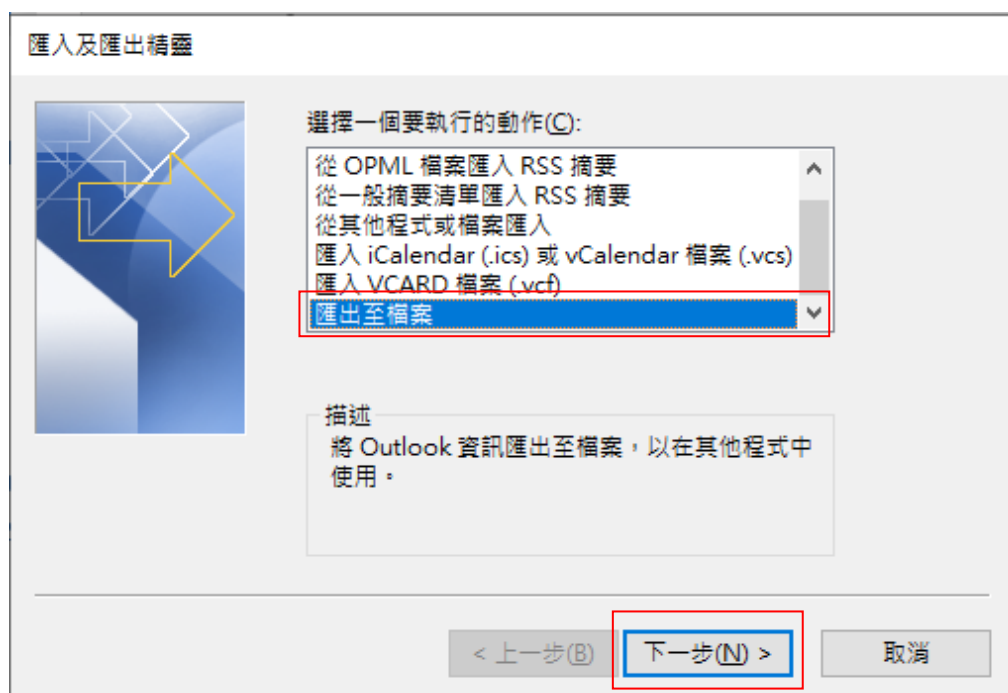 匯入及匯出精靈
選擇一個要執行的動作(C):
從 OPML 檔案匯入 RSS 摘要
從一般摘要清單匯入 RSS 摘要
從其他程式或檔案匯入
匯入 iCalendar (.ics) 或 vCalendar 檔案 (.vcs)
匯入 VCARD 檔案 (.vcf)
匯出至檔案
描述
將 Outlook 資訊匯出至檔案，以在其他程式中
使用。
< 上一步(B)
下一步(N) >
取消